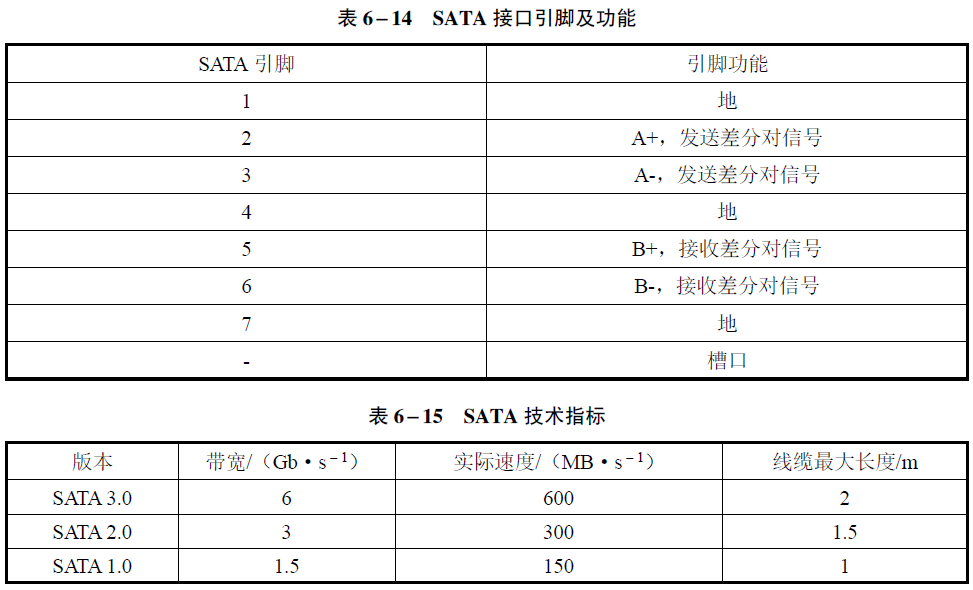 表 6－14 SATA 接口引脚及功能
SATA 引脚 引脚功能
1 地
2 A+，发送差分对信号
3 A-，发送差分对信号
4 地
5 B+，接收差分对信号
6 B-，接收差分对信号
7 地
- 槽口
表 6－15 SATA 技术指标
版本 带宽/（Gb·s⁻¹） 实际速度/（MB·s⁻¹） 线缆最大长度/m
SATA 3.0 6 600 2
SATA 2.0 3 300 1.5
SATA 1.0 1.5 150 1